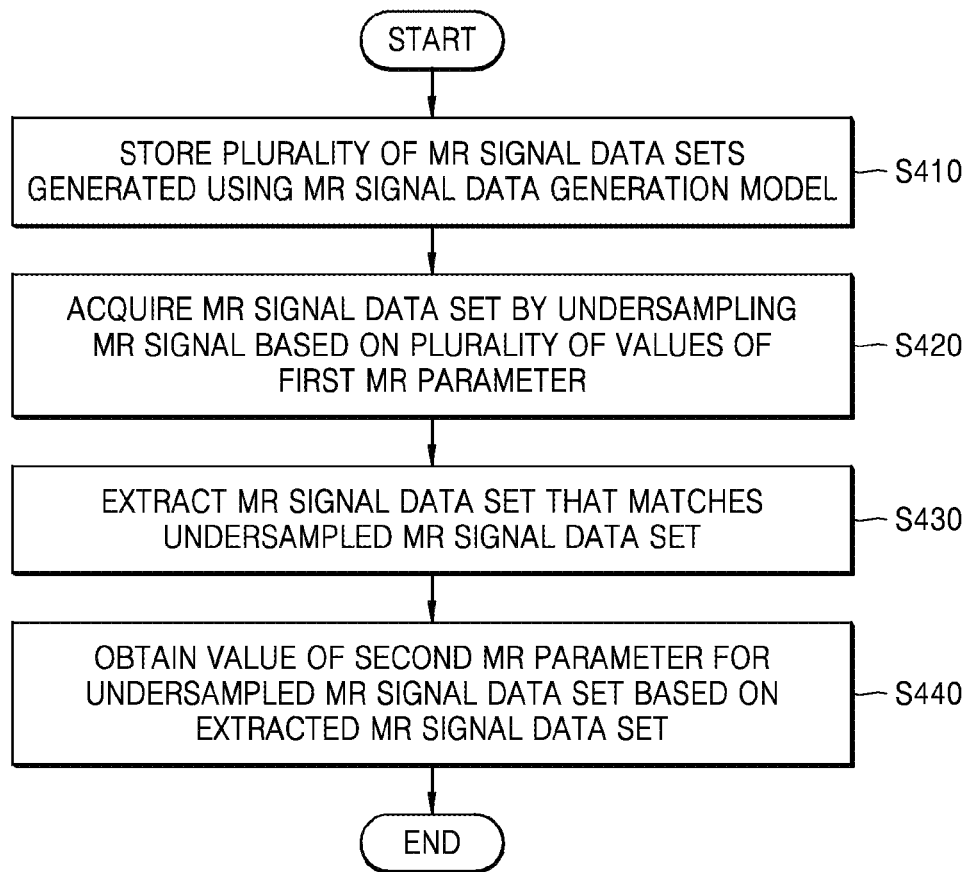 START
STORE PLURALITY OF MR SIGNAL DATA SETS
GENERATED USING MR SIGNAL DATA GENERATION MODEL
S410
ACQUIRE MR SIGNAL DATA SET BY UNDERSAMPLING
MR SIGNAL BASED ON PLURALITY OF VALUES OF
FIRST MR PARAMETER
S420
EXTRACT MR SIGNAL DATA SET THAT MATCHES
UNDERSAMPLED MR SIGNAL DATA SET
S430
OBTAIN VALUE OF SECOND MR PARAMETER FOR
UNDERSAMPLED MR SIGNAL DATA SET BASED ON
EXTRACTED MR SIGNAL DATA SET
S440
END